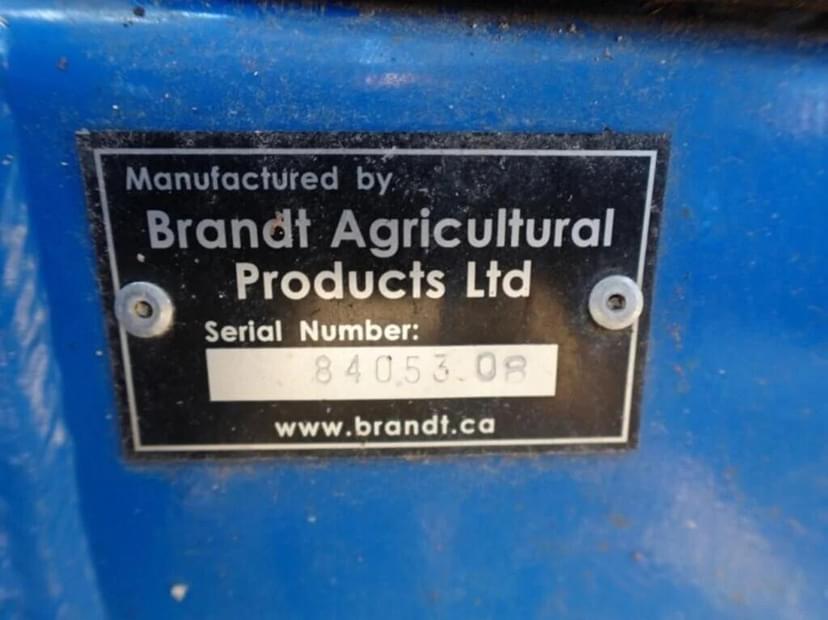 Manufactured by
Brandt Agricultural
Products Ltd
Serial Number:
84053 08
www.brandt.ca